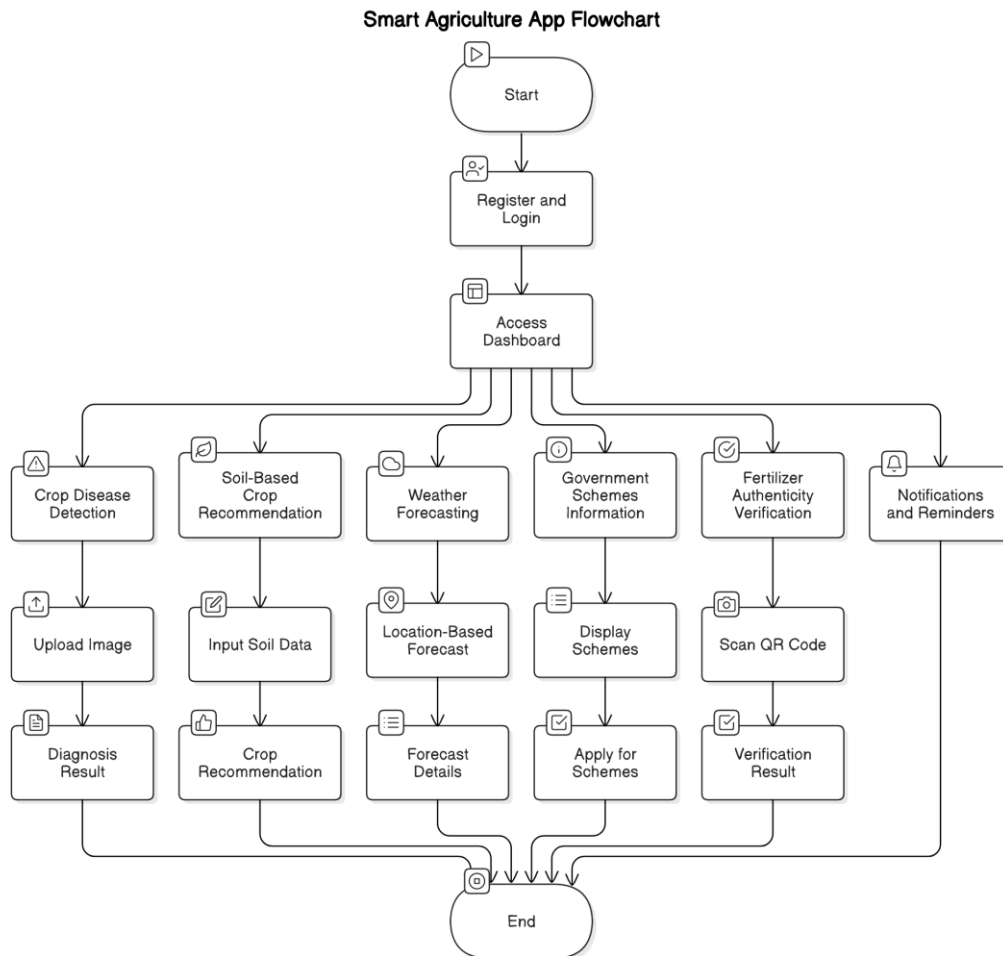 Smart Agriculture App Flowchart
Start
Register and
Login
Access
Dashboard
Crop Disease
Detection
Soil-Based
Crop
Recommendation
Weather
Forecasting
Government
Schemes
Information
Fertilizer
Authenticity
Verification
Notifications
and Reminders
Upload Image
Input Soil Data
Location-Based
Forecast
Display
Schemes
Scan QR Code
Diagnosis
Result
Crop
Recommendation
Forecast
Details
Apply for
Schemes
Verification
Result
End